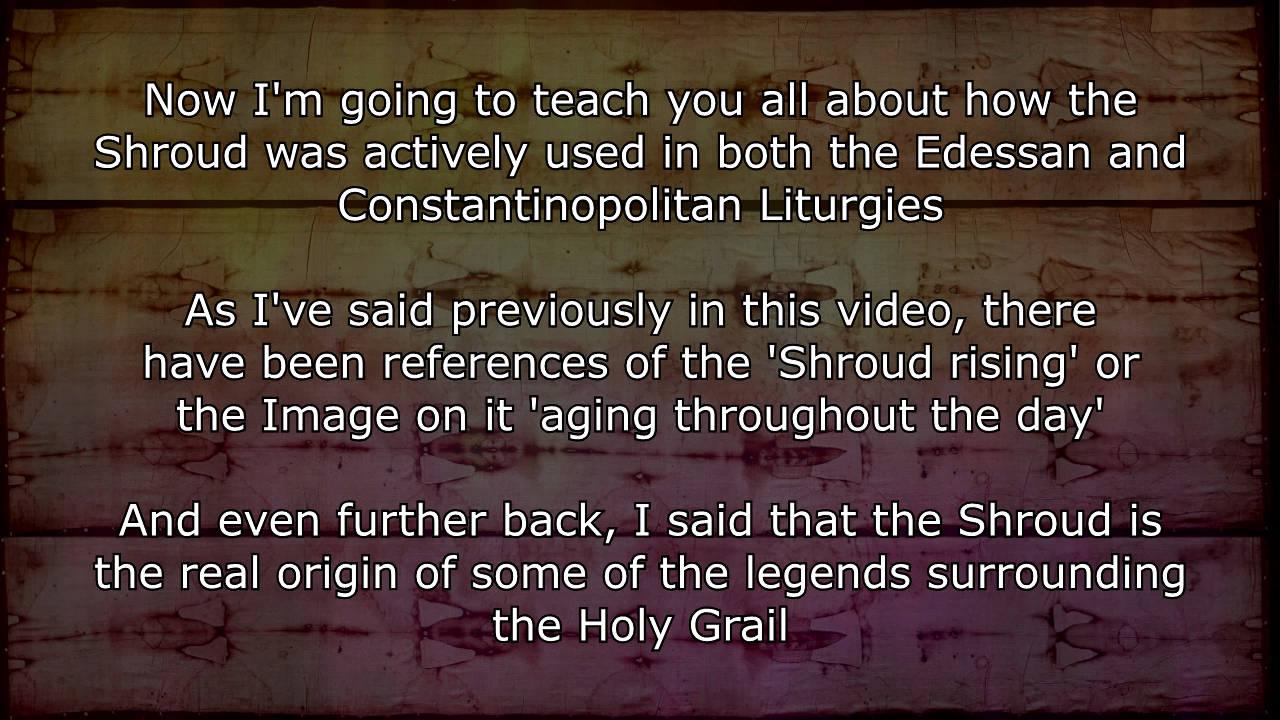 Now I'm going to teach you all about how the
Shroud was actively used in both the Edessan and
Constantinopolitan Liturgies
As I've said previously in this video, there
have been references of the 'Shroud rising' or
the Image on it 'aging throughout the day'
And even further back, I said that the Shroud is
the real origin of some of the legends surrounding
the Holy Grail